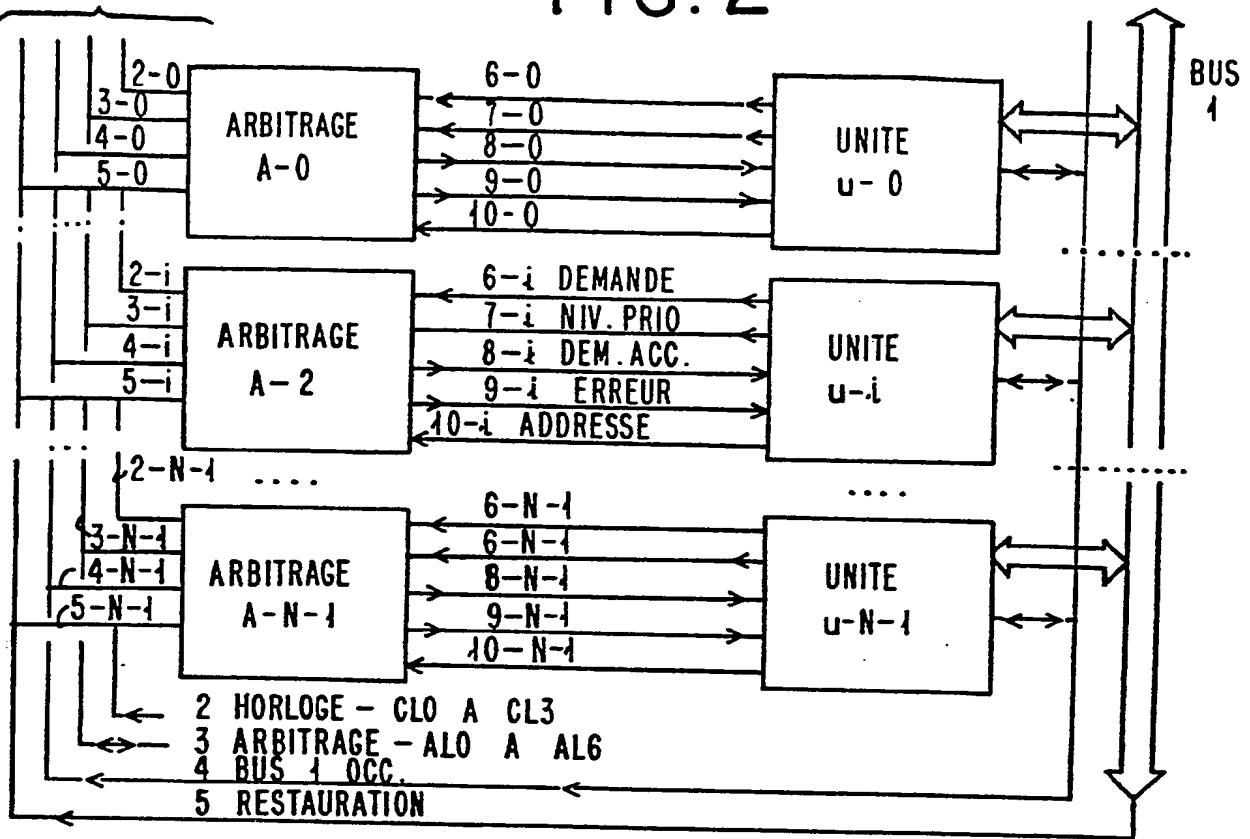 FIG. 2
BUS
1
2-0
3-0
4-0
5-0
ARBITRAGE
A-0
6-0
7-0
8-0
9-0
10-0
UNITE
u-0
2-i
3-i
4-i
5-i
ARBITRAGE
A-2
6-i DEMANDE
7-i NIV. PRIO
8-i DEM. ACC.
9-i ERREUR
10-i ADDRESSE
UNITE
u-i
2-N-1
3-N-1
4-N-1
5-N-1
ARBITRAGE
A-N-1
6-N-1
6-N-1
8-N-1
9-N-1
10-N-1
UNITE
u-N-1
2 HORLOGE - CL0 A CL3
3 ARBITRAGE - AL0 A AL6
4 BUS 1 OCC.
5 RESTAURATION